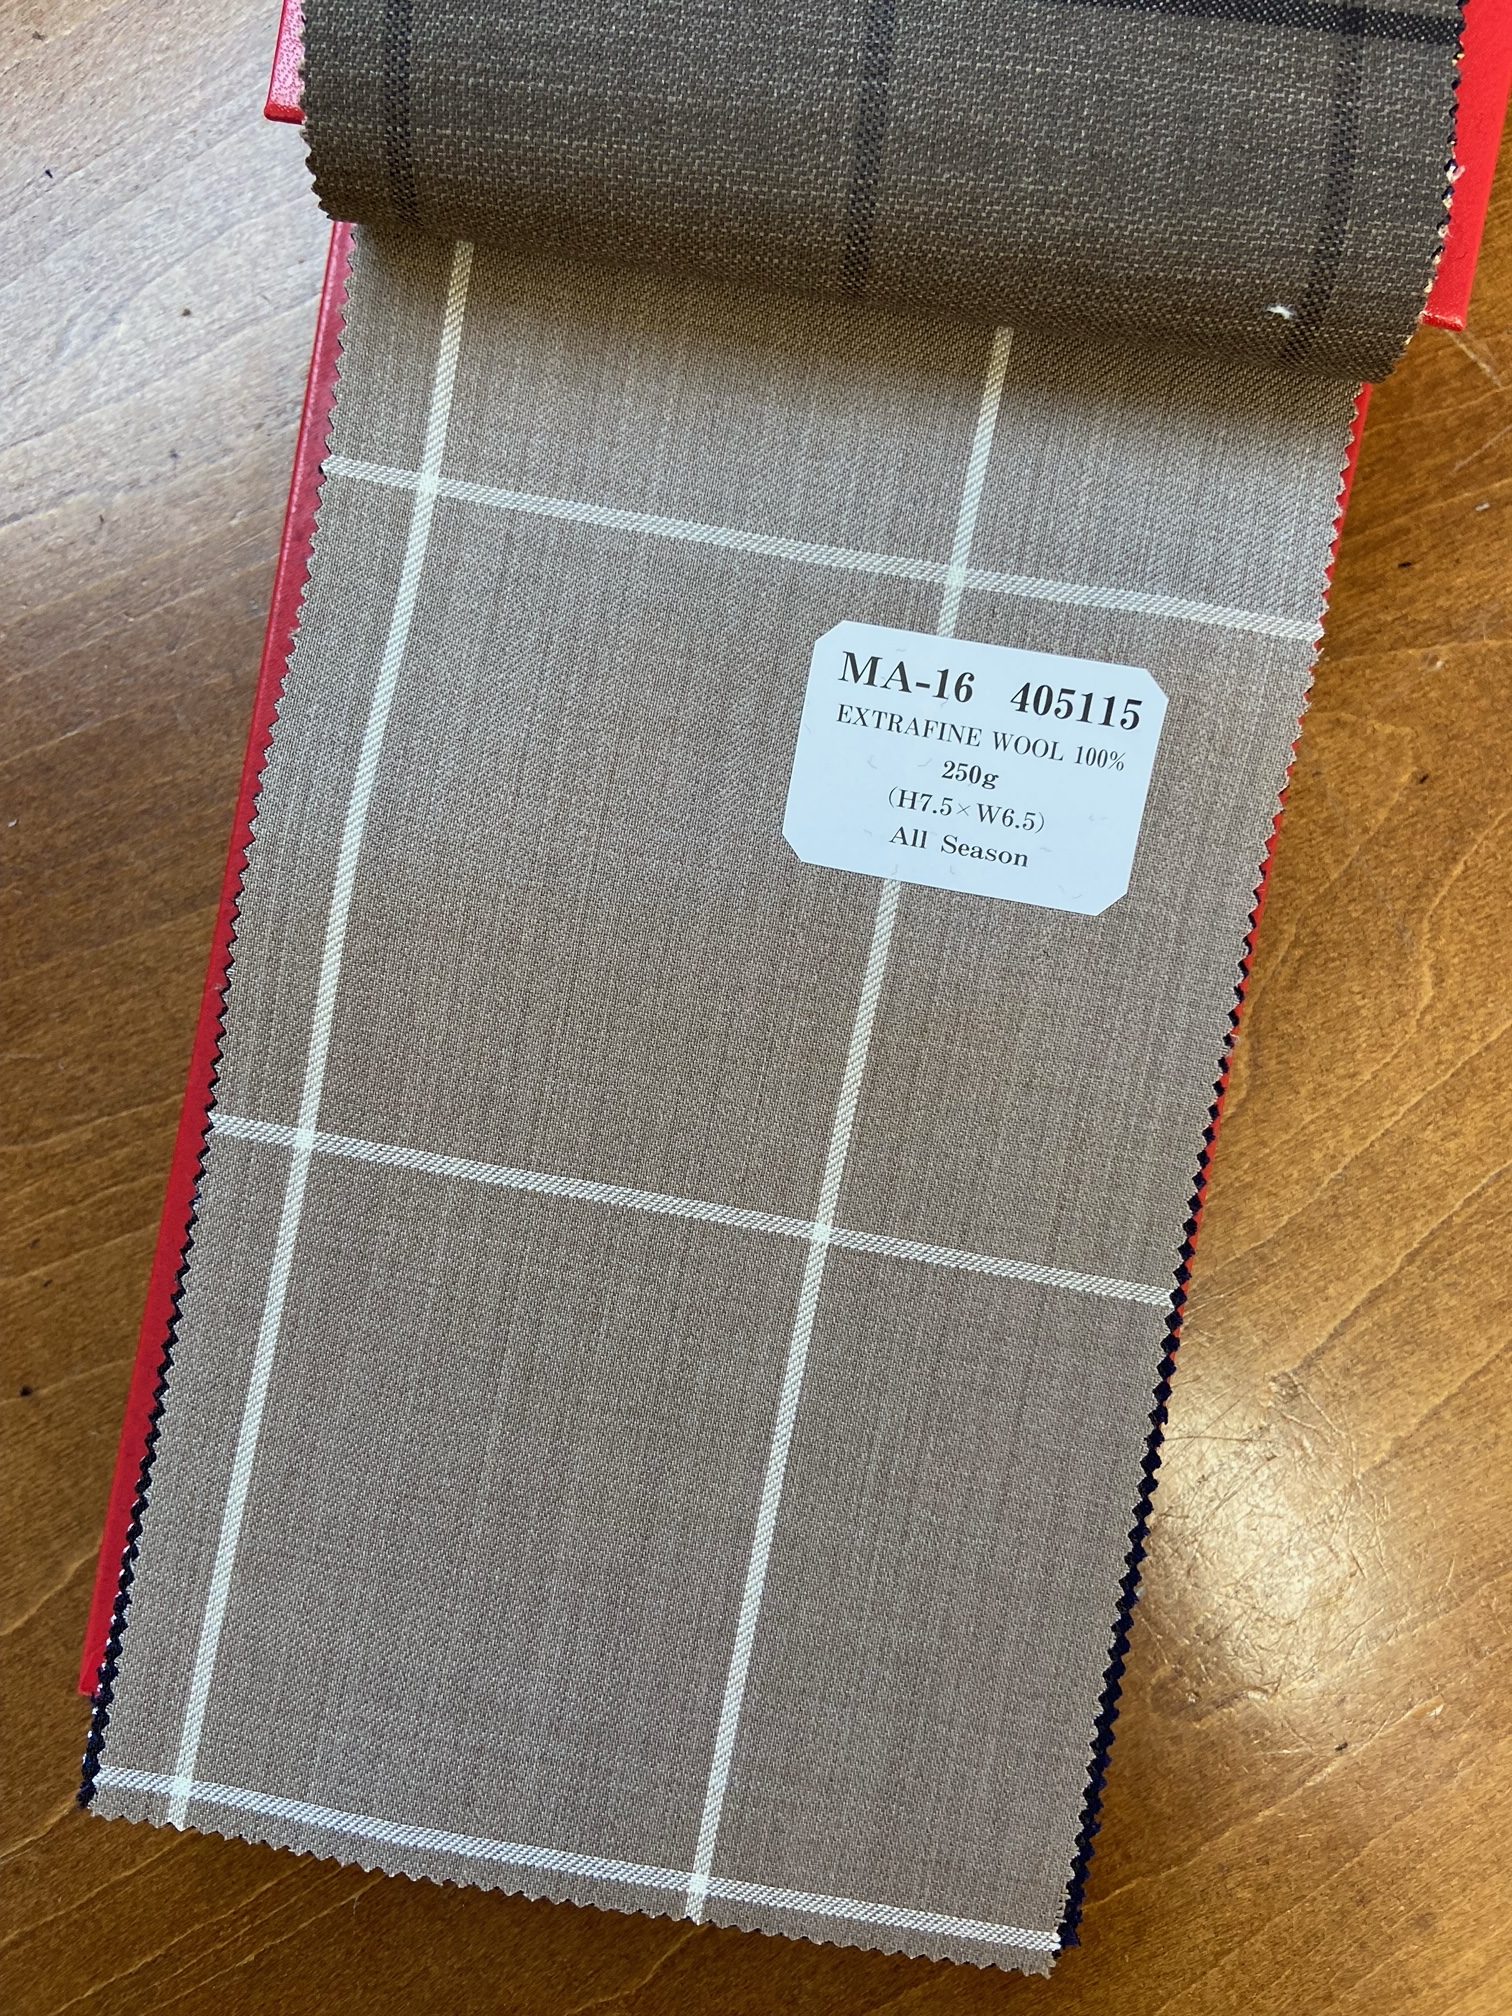 MA-16 405115
EXTRAFINE WOOL 100%
250g
(H7.5×W6.5)
All Season